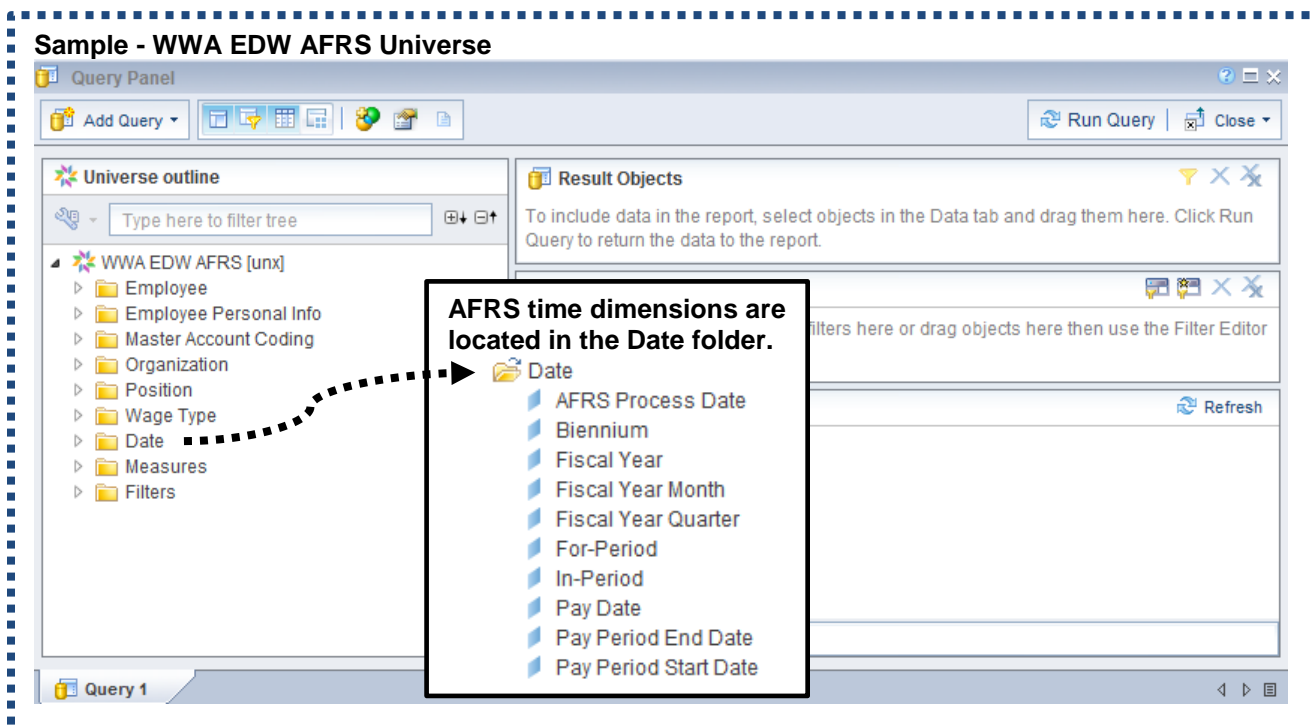 Sample - WWA EDW AFRS Universe
Query Panel
Add Query
Run Query
Close
Universe outline
Type here to filter tree
WWA EDW AFRS [unx]
Employee
Employee Personal Info
Master Account Coding
Organization
Position
Wage Type
Date
Measures
Filters
Result Objects
To include data in the report, select objects in the Data tab and drag them here. Click Run
Query to return the data to the report.
filters here or drag objects here then use the Filter Editor
Refresh
AFRS time dimensions are
located in the Date folder.
Date
AFRS Process Date
Biennium
Fiscal Year
Fiscal Year Month
Fiscal Year Quarter
For-Period
In-Period
Pay Date
Pay Period End Date
Pay Period Start Date
Query 1